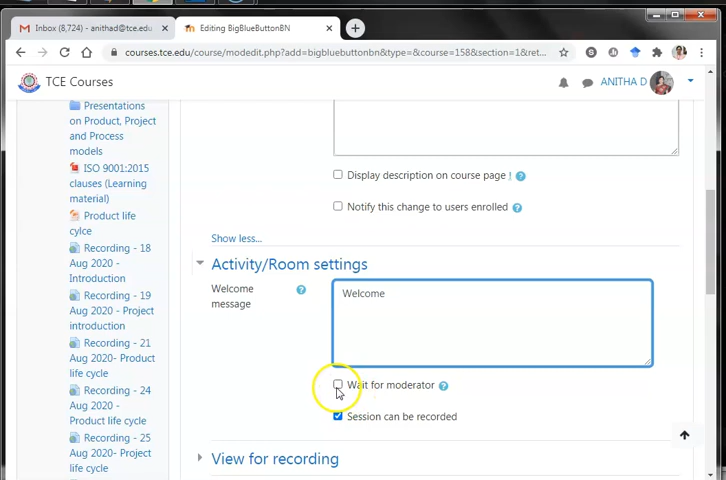 Inbox (8,724) - anithad@tce.edu
Editing BigBlueButtonBN
courses.tce.edu/course/modedit.php?add=bigbluebuttonbn&type=&course=158&section=1&ret...
TCE Courses
ANITHA D
Presentations
on Product, Project
and Process
models
ISO 9001:2015
clauses (Learning
material)
Product life
cylce
Recording - 18
Aug 2020 -
Introduction
Recording - 19
Aug 2020 - Project
introduction
Recording - 21
Aug 2020- Product
life cycle
Recording - 24
Aug 2020 -
Product life cycle
Recording - 25
Aug 2020- Project
life cycle
Display description on course page !
Notify this change to users enrolled
Show less...
Activity/Room settings
Welcome
message
Welcome
Wait for moderator
Session can be recorded
View for recording